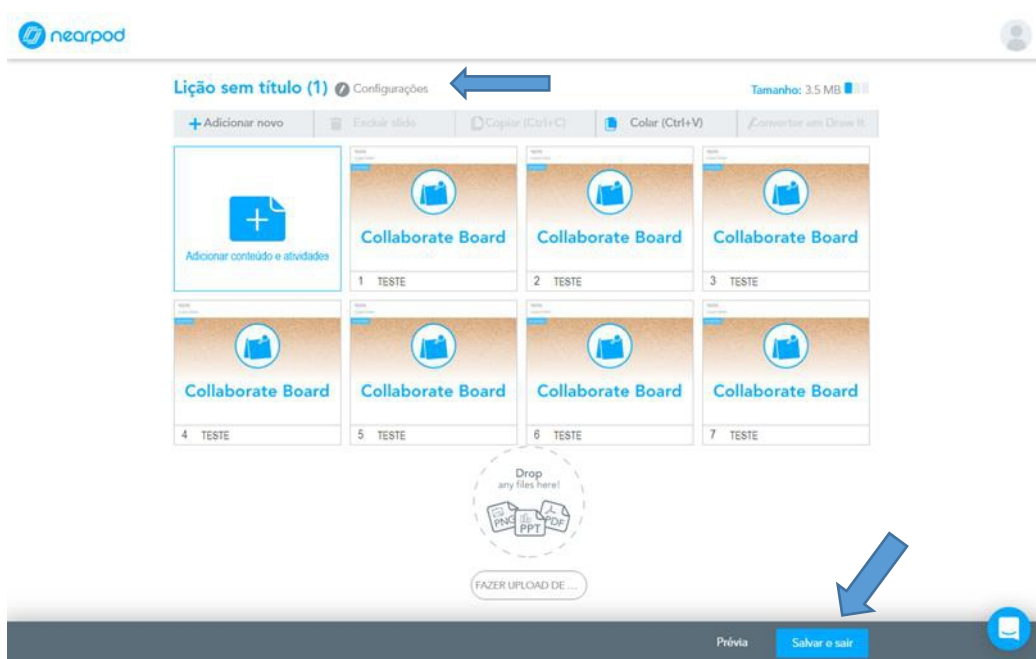 nearpod
Lição sem título (1) Configurações
Tamanho: 3.5 MB
+Adicionar novo Excluir slide Copiar (Ctrl+C) Colar (Ctrl+V) Converter em Draw It
Adicionar conteúdo e atividades
Collaborate Board
1 TESTE
Collaborate Board
2 TESTE
Collaborate Board
3 TESTE
Collaborate Board
4 TESTE
Collaborate Board
5 TESTE
Collaborate Board
6 TESTE
Collaborate Board
7 TESTE
Drop
any files here!
PNG PPT PDF
FAZER UPLOAD DE ...
Prévia Salvar e sair